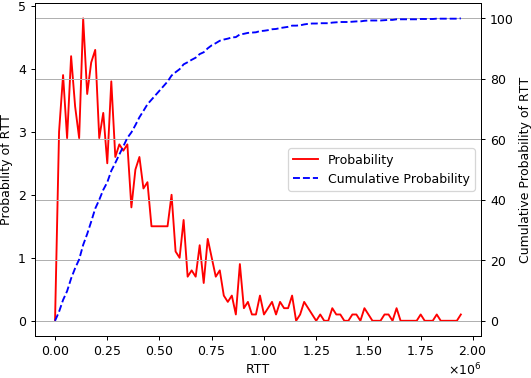 5
4
3
2
1
0
Probability of RTT
100
80
60
40
20
0
Cumulative Probability of RTT
Probability
Cumulative Probability
0.00 0.25 0.50 0.75 1.00 1.25 1.50 1.75 2.00
RTT
×10⁶